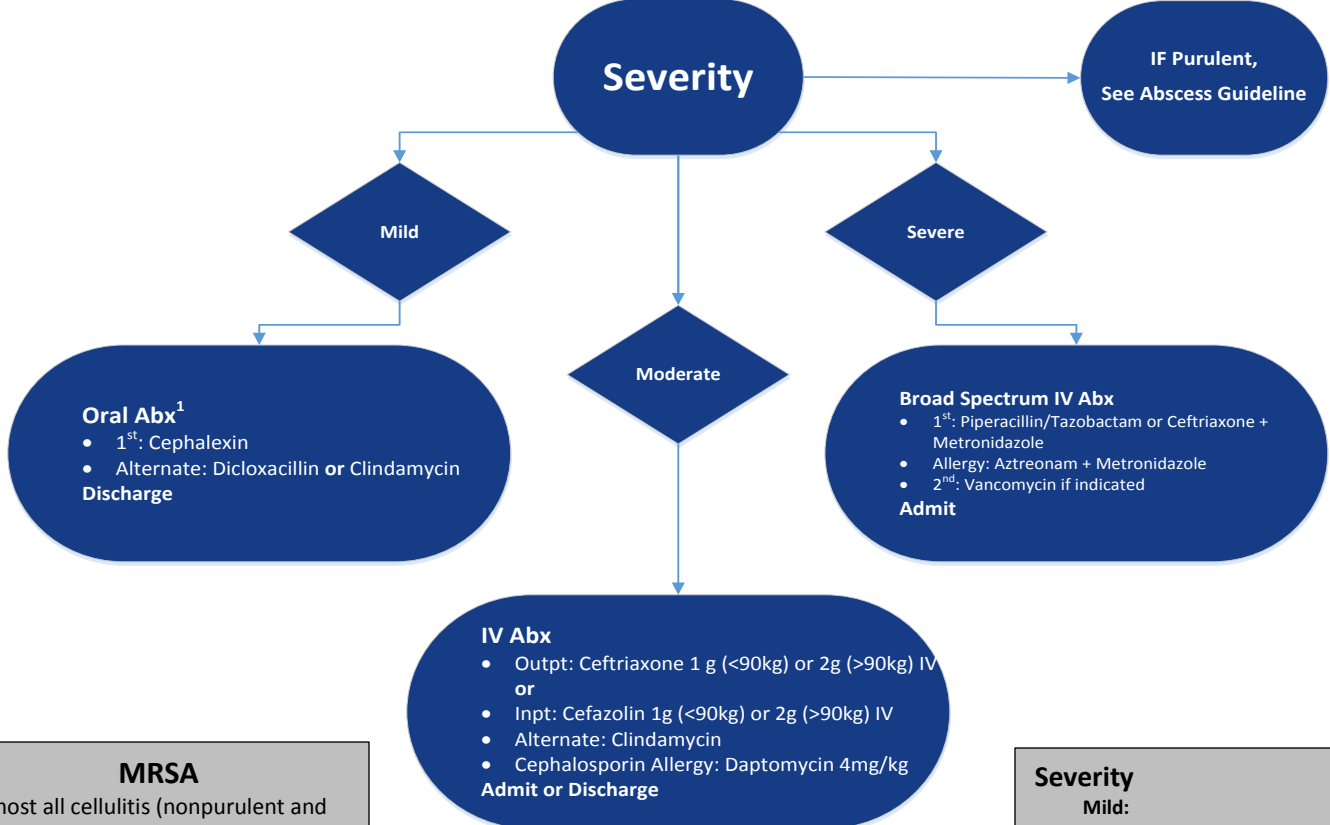 Severity
IF Purulent,
See Abscess Guideline
Mild
Severe
Moderate
Oral Abx1
• 1st: Cephalexin
• Alternate: Dicloxacillin or Clindamycin
Discharge
Broad Spectrum IV Abx
• 1st: Piperacillin/Tazobactam or Ceftriaxone +
Metronidazole
• Allergy: Aztreonam + Metronidazole
• 2nd: Vancomycin if indicated
Admit
IV Abx
• Outpt: Ceftriaxone 1 g (<90kg) or 2g (>90kg) IV
or
• Inpt: Cefazolin 1g (<90kg) or 2g (>90kg) IV
• Alternate: Clindamycin
• Cephalosporin Allergy: Daptomycin 4mg/kg
Admit or Discharge
MRSA
most all cellulitis (nonpurulent and
Severity
Mild: